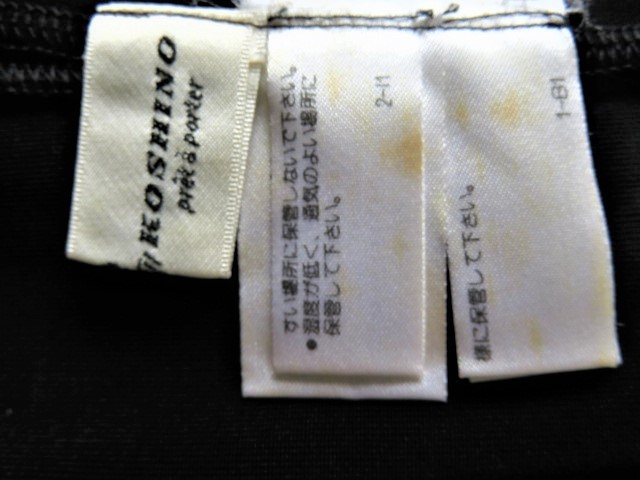 KOSHINO
prêt à porter
すい場所に保管しないで下さい。
●湿度が低く、通気のよい場所に
保管して下さい。
2-11
様に保管して下さい。
1-B1